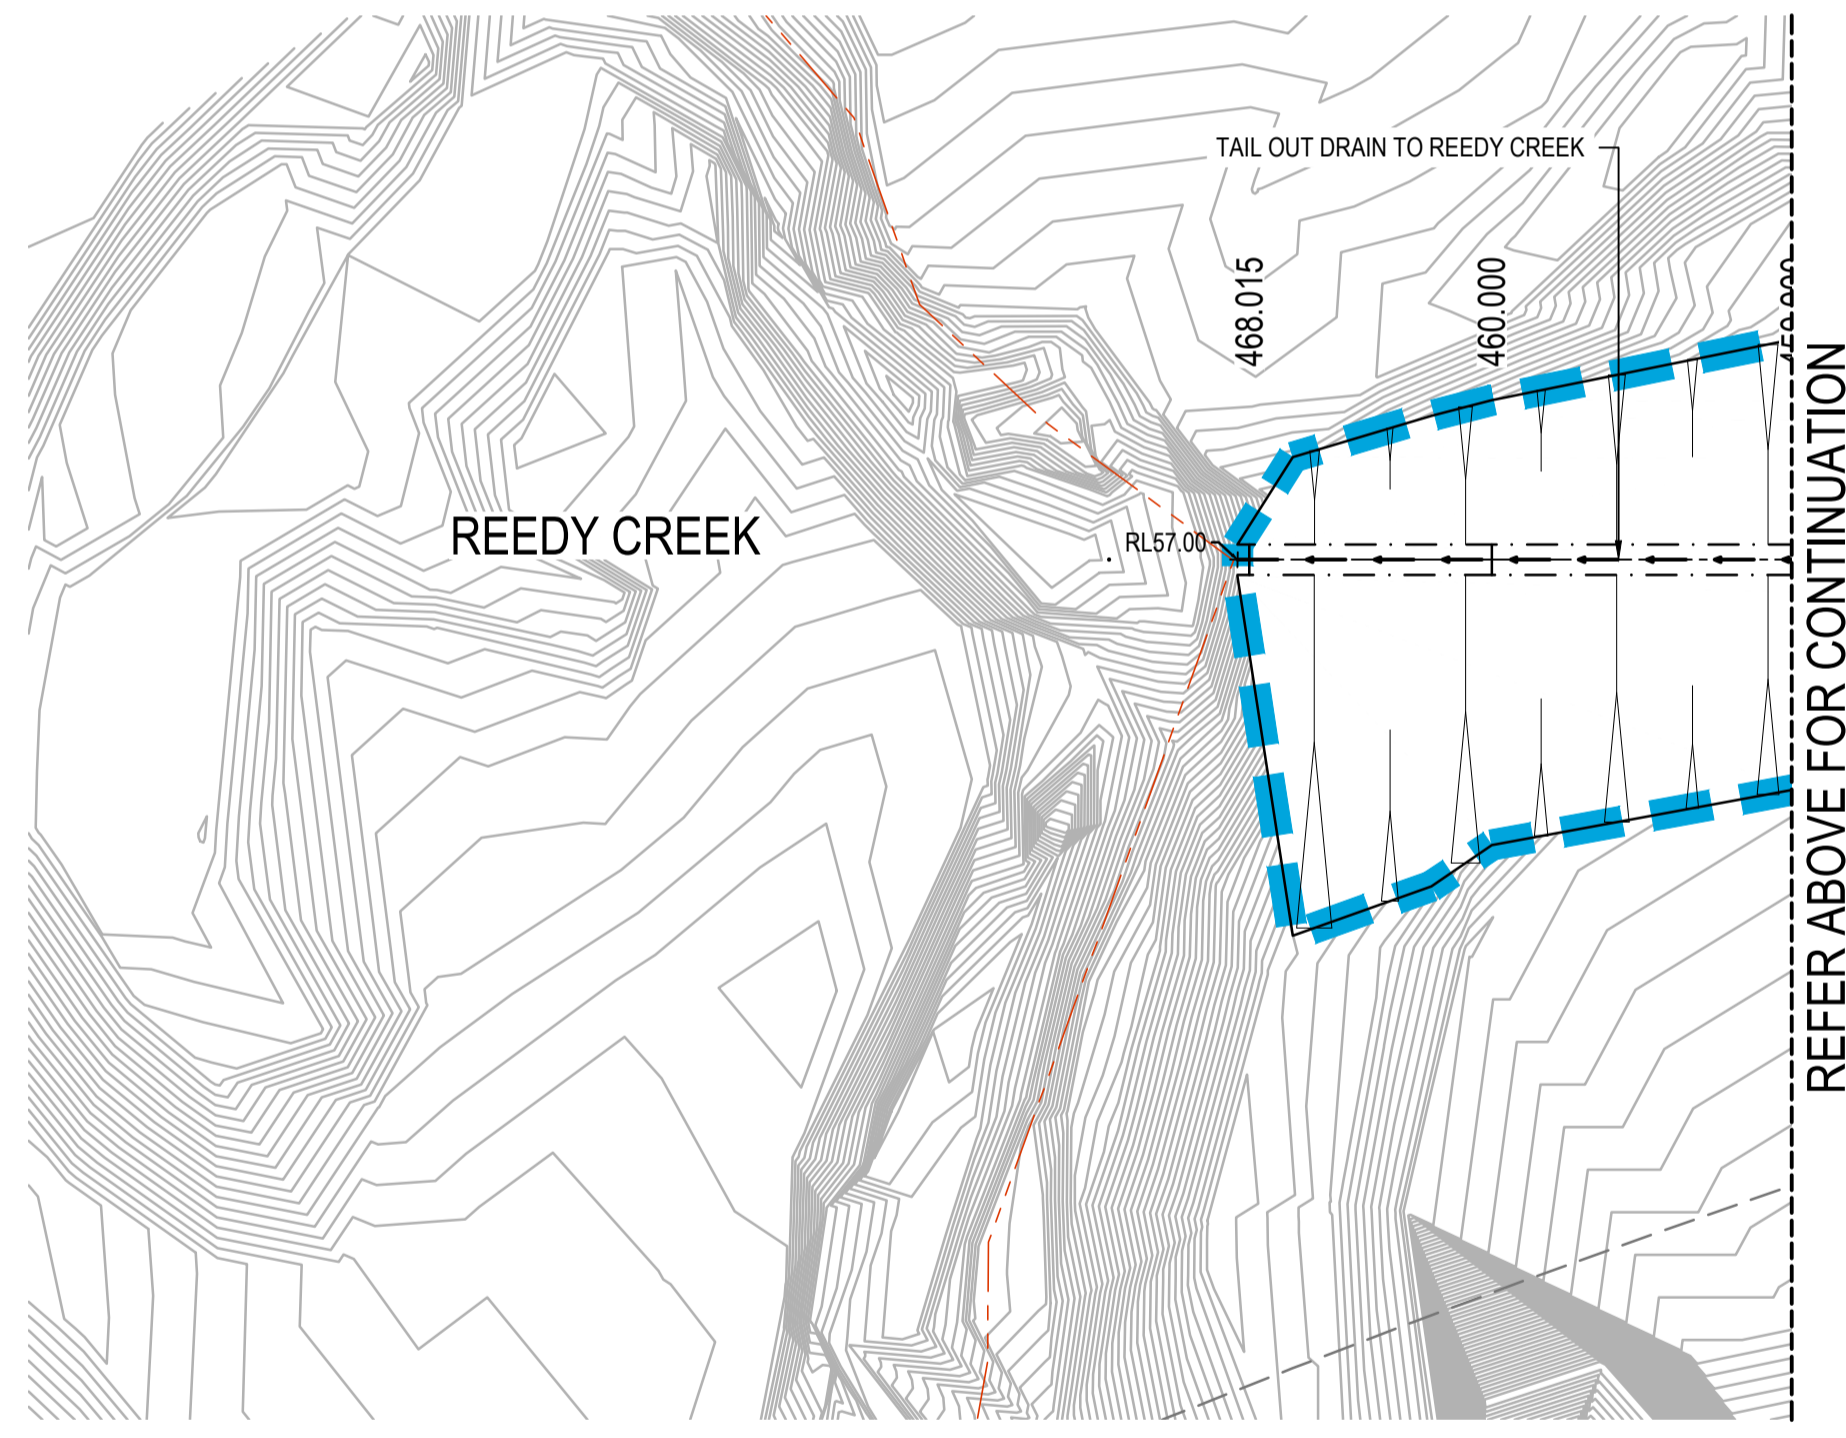 TAIL OUT DRAIN TO REEDY CREEK
468.015
460.000
REEDY CREEK
RL57.00
REFER ABOVE FOR CONTINUATION